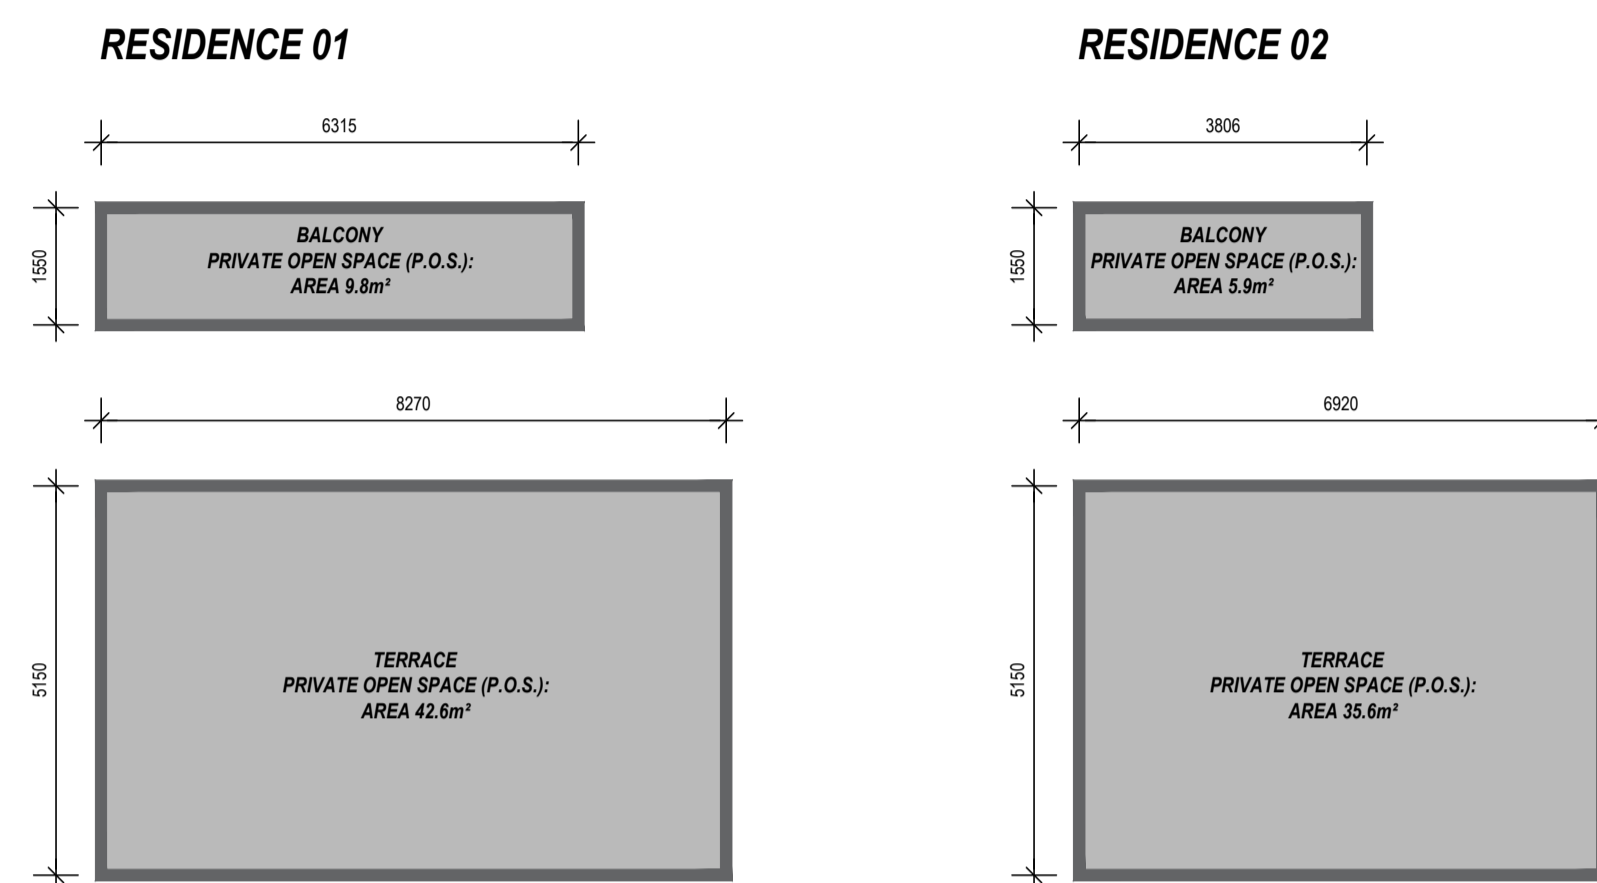 RESIDENCE 01
6315
1550
BALCONY
PRIVATE OPEN SPACE (P.O.S.):
AREA 9.8m²
8270
5150
TERRACE
PRIVATE OPEN SPACE (P.O.S.):
AREA 42.6m²
RESIDENCE 02
3806
1550
BALCONY
PRIVATE OPEN SPACE (P.O.S.):
AREA 5.9m²
6920
5150
TERRACE
PRIVATE OPEN SPACE (P.O.S.):
AREA 35.6m²